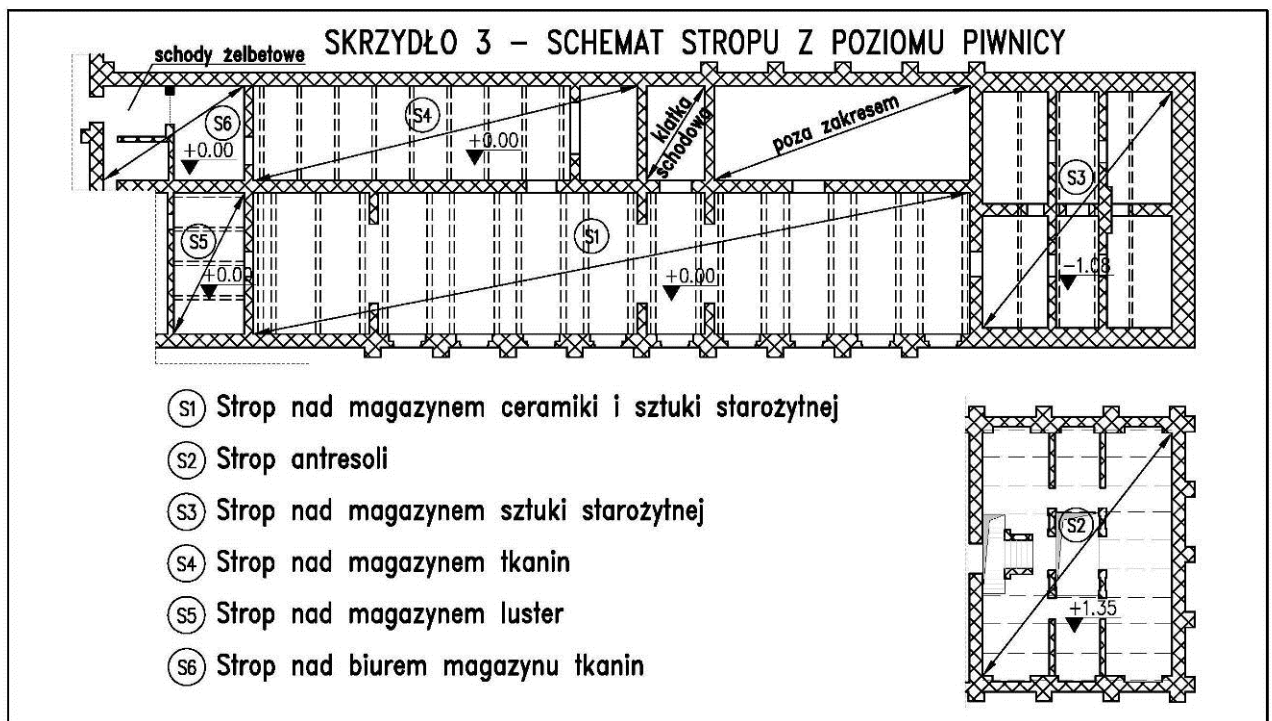 SKRZYDŁO 3 – SCHEMAT STROPU Z POZIOMU PIWNICY
schody żelbetowe
S6
+0.00
S4
+0.00
klatka
schodowa
poza zakresem
S3
-1.08
S5
+0.00
S1
+0.00
S1 Strop nad magazynem ceramiki i sztuki starożytnej
S2 Strop antresoli
S3 Strop nad magazynem sztuki starożytnej
S4 Strop nad magazynem tkanin
S5 Strop nad magazynem luster
S6 Strop nad biurem magazynu tkanin
S2
+1.35